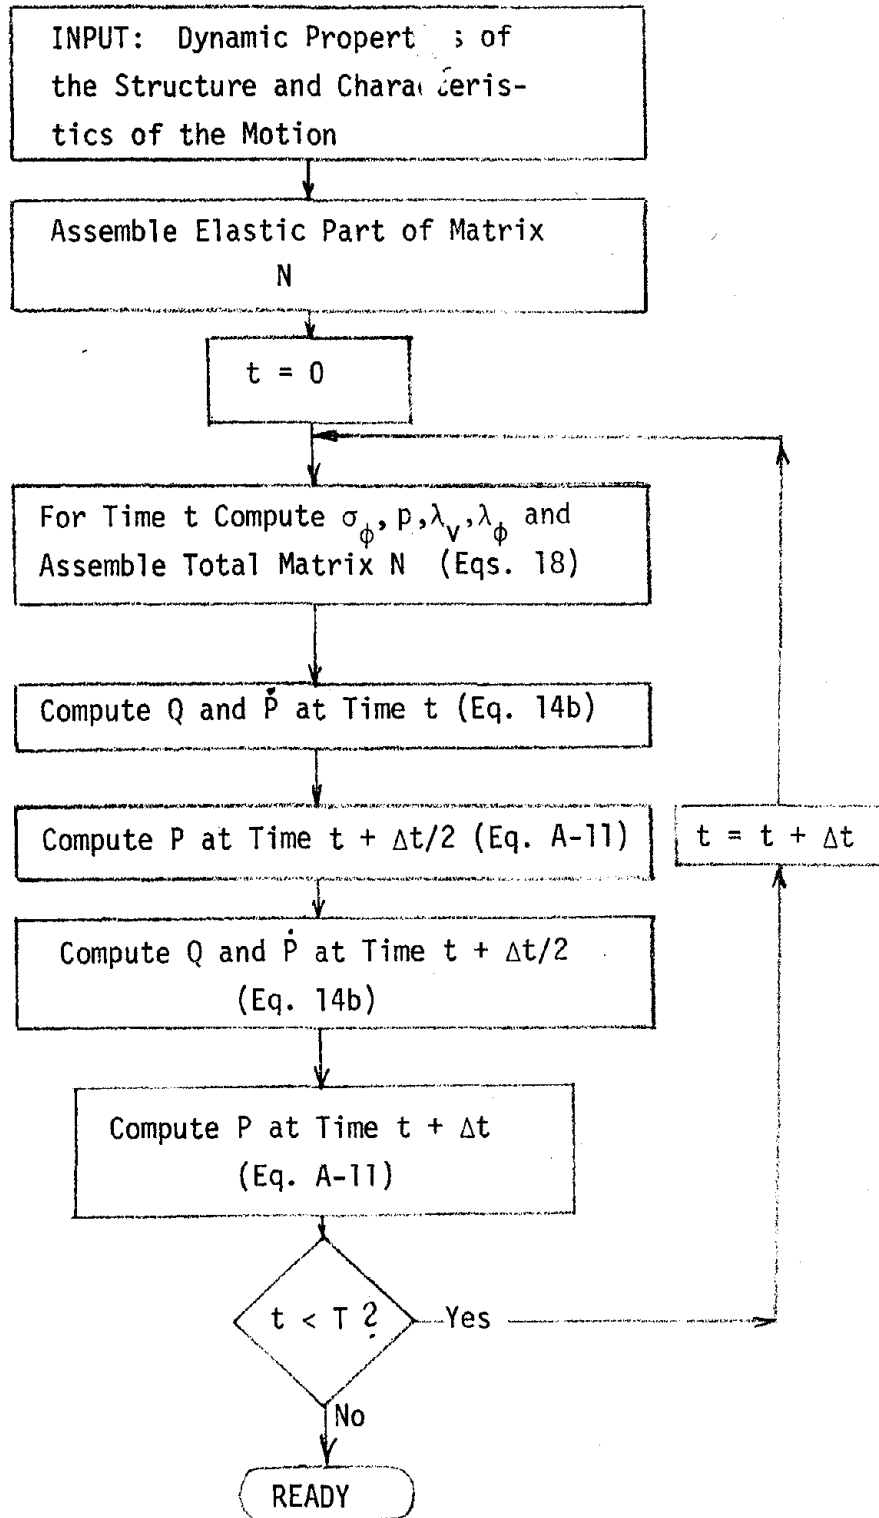 INPUT: Dynamic Propert s of
the Structure and Chara teris-
tics of the Motion
Assemble Elastic Part of Matrix
N
t = 0
For Time t Compute σ_ϕ, p, λ_v, λ_ϕ and
Assemble Total Matrix N (Eqs. 18)
Compute Q and Ṗ at Time t (Eq. 14b)
Compute P at Time t + Δt/2 (Eq. A-11)
t = t + Δt
Compute Q and Ṗ at Time t + Δt/2
(Eq. 14b)
Compute P at Time t + Δt
(Eq. A-11)
t < T ?
Yes
No
READY